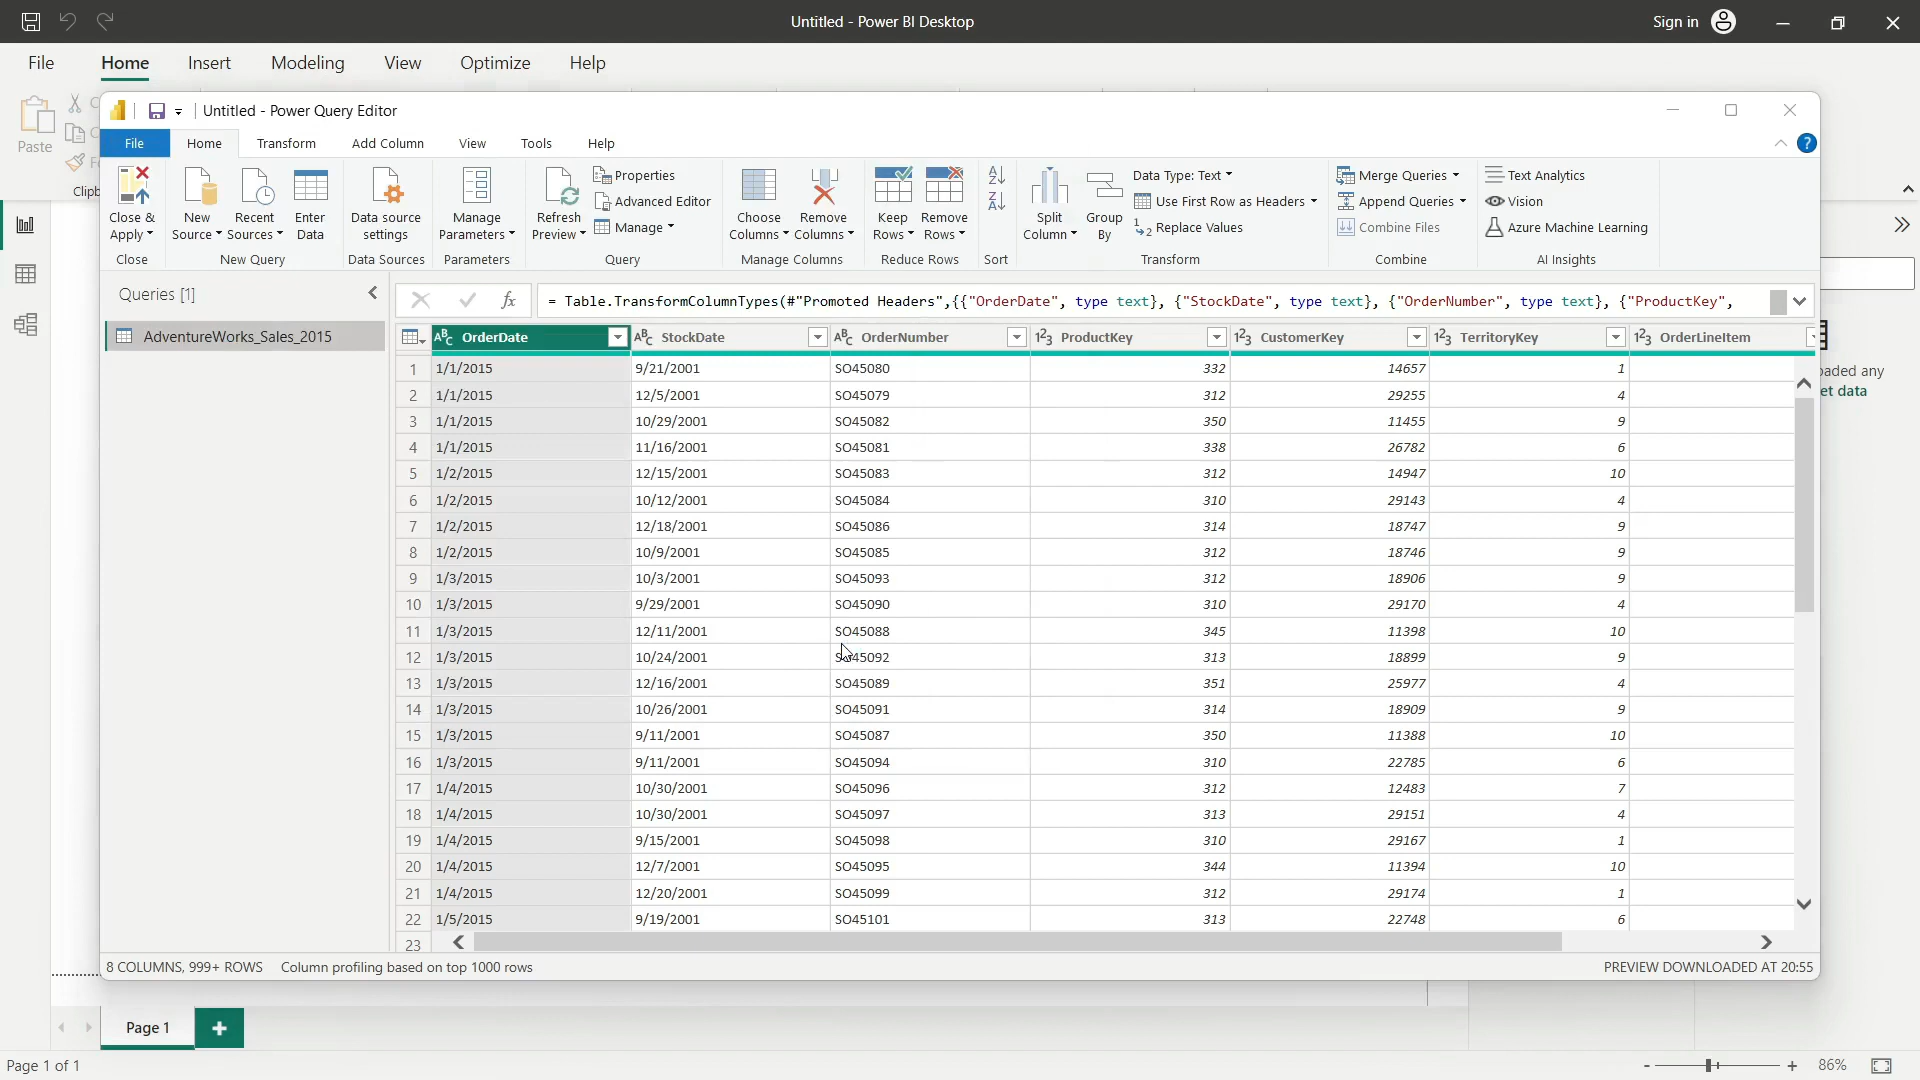 Untitled - Power BI Desktop
Sign in
File Home Insert Modeling View Optimize Help
Paste
Untitled - Power Query Editor
File Home Transform Add Column View Tools Help
Close & Apply
New Source
Recent Sources
Enter Data
Data source settings
Manage Parameters
Refresh Preview
Properties
Advanced Editor
Manage
Choose Columns
Remove Columns
Keep Rows
Remove Rows
Split Column
Group By
Data Type: Text
Use First Row as Headers
Replace Values
Merge Queries
Append Queries
Combine Files
Text Analytics
Vision
Azure Machine Learning
Close New Query Data Sources Parameters Query Manage Columns Reduce Rows Sort Transform Combine AI Insights
Queries [1]
fx = Table.TransformColumnTypes(#"Promoted Headers",{{"OrderDate", type text}, {"StockDate", type text}, {"OrderNumber", type text}, {"ProductKey",
AdventureWorks_Sales_2015
OrderDate StockDate OrderNumber ProductKey CustomerKey TerritoryKey OrderLineItem
1 1/1/2015 9/21/2001 SO45080 332 14657 1
2 1/1/2015 12/5/2001 SO45079 312 29255 4
3 1/1/2015 10/29/2001 SO45082 350 11455 9
4 1/1/2015 11/16/2001 SO45081 338 26782 6
5 1/2/2015 12/15/2001 SO45083 312 14947 10
6 1/2/2015 10/12/2001 SO45084 310 29143 4
7 1/2/2015 12/18/2001 SO45086 314 18747 9
8 1/2/2015 10/9/2001 SO45085 312 18746 9
9 1/3/2015 10/3/2001 SO45093 312 18906 9
10 1/3/2015 9/29/2001 SO45090 310 29170 4
11 1/3/2015 12/11/2001 SO45088 345 11398 10
12 1/3/2015 10/24/2001 SO45092 313 18899 9
13 1/3/2015 12/16/2001 SO45089 351 25977 4
14 1/3/2015 10/26/2001 SO45091 314 18909 9
15 1/3/2015 9/11/2001 SO45087 350 11388 10
16 1/3/2015 9/11/2001 SO45094 310 22785 6
17 1/4/2015 10/30/2001 SO45096 312 12483 7
18 1/4/2015 10/30/2001 SO45097 313 29151 4
19 1/4/2015 9/15/2001 SO45098 310 29167 1
20 1/4/2015 12/7/2001 SO45095 344 11394 10
21 1/4/2015 12/20/2001 SO45099 312 29174 1
22 1/5/2015 9/19/2001 SO45101 313 22748 6
23
8 COLUMNS, 999+ ROWS Column profiling based on top 1000 rows PREVIEW DOWNLOADED AT 20:55
Page 1
Page 1 of 1
86%